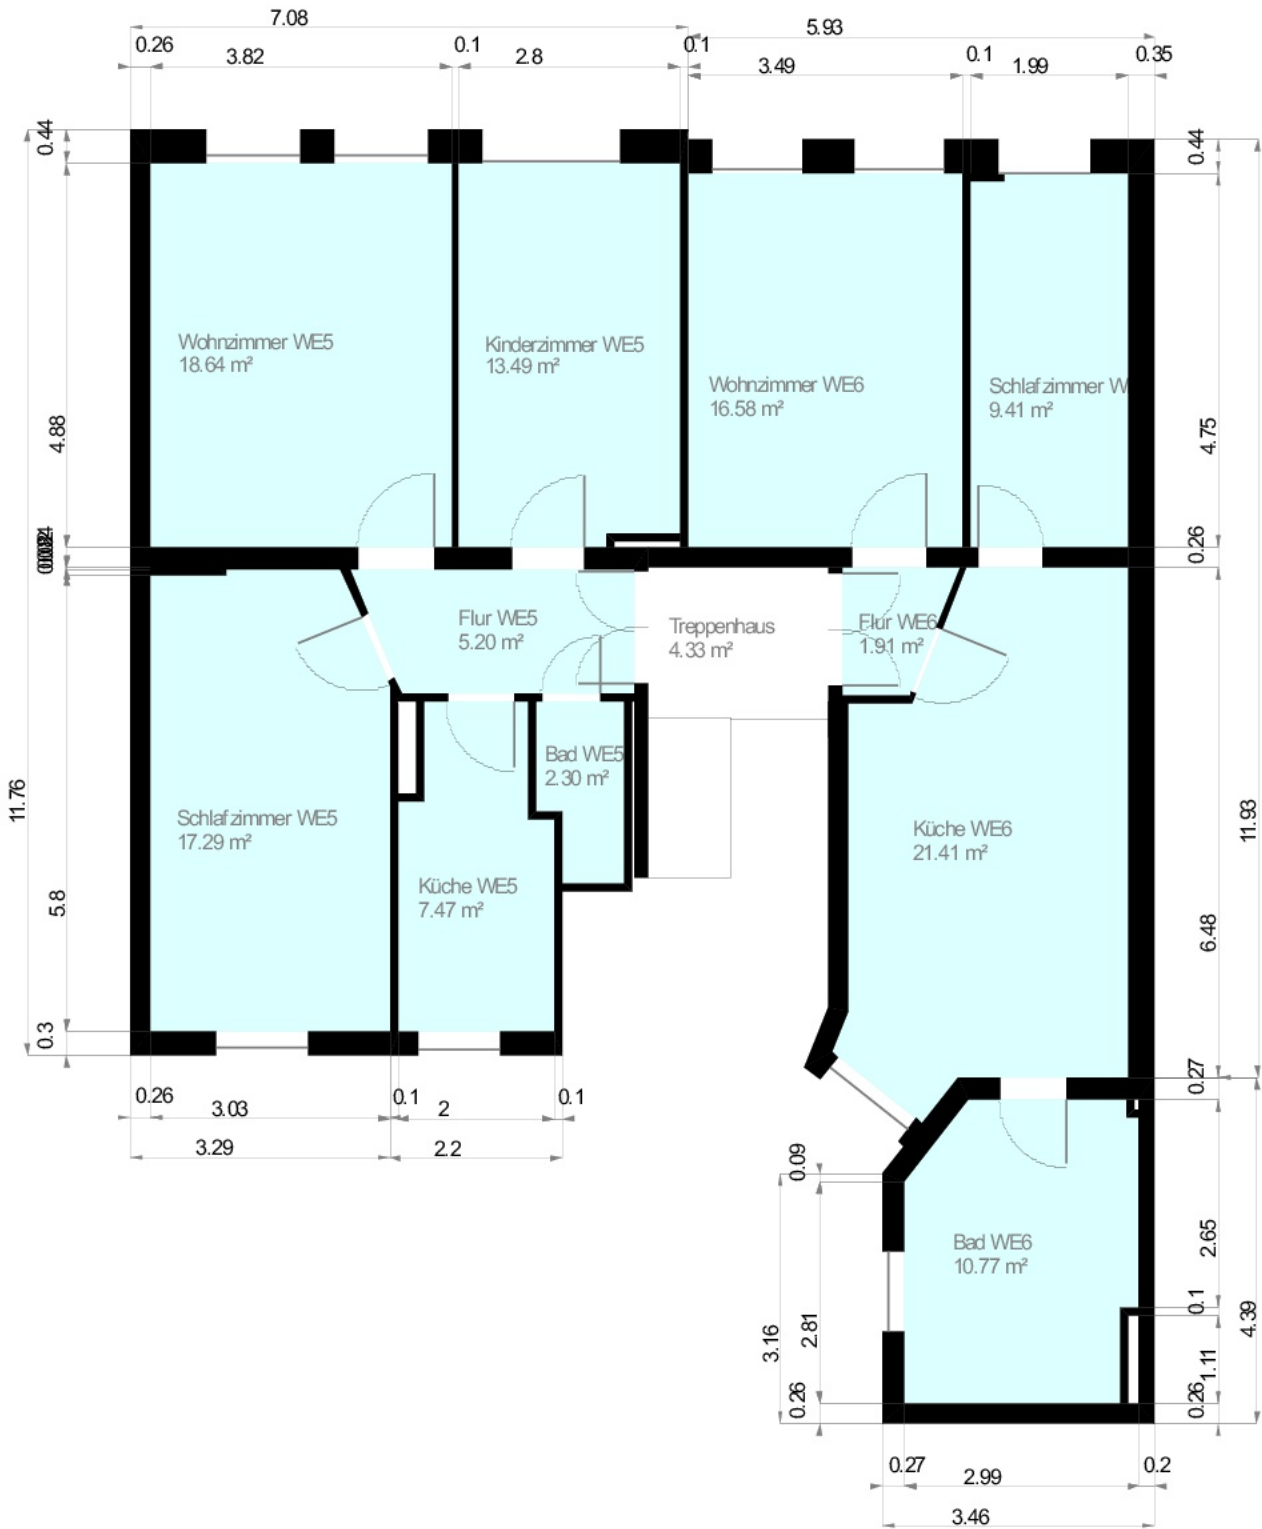 7.08
5.93
0.26
3.82
0.1
2.8
0.1
3.49
0.1
1.99
0.35
0.44
0.44
Wohnzimmer WE5
18.64 m²
Kinderzimmer WE5
13.49 m²
Wohnzimmer WE6
16.58 m²
Schlafzimmer W
9.41 m²
4.88
4.75
0.26
Flur WE5
5.20 m²
Treppenhaus
4.33 m²
Flur WE6
1.91 m²
Bad WE5
2.30 m²
Schlafzimmer WE5
17.29 m²
Küche WE5
7.47 m²
Küche WE6
21.41 m²
11.76
11.93
5.8
6.48
0.3
0.27
0.26
3.03
0.1
2
0.1
3.29
2.2
0.09
Bad WE6
10.77 m²
2.65
0.1
4.39
3.16
2.81
1.11
0.26
0.26
0.27
2.99
0.2
3.46